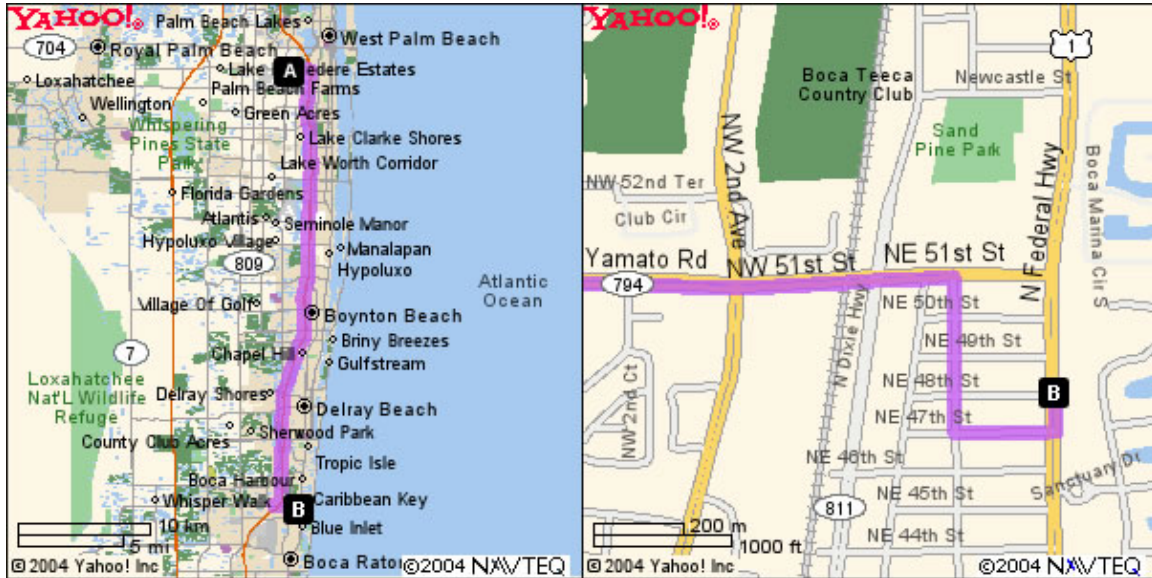 YAHOO!®
Palm Beach Lakes
West Palm Beach
704
Royal Palm Beach
A
Loxahatchee
Palm Beach Farms
Wellington
Green Acres
Whispering
Pines State
Park
Lake Clarke Shores
Lake Worth Corridor
Florida Gardens
Atlantis
Seminole Manor
Hypoluxo Village
Manalapan
Hypoluxo
809
Atlantic
Ocean
Village Of Golf
Boynton Beach
Briny Breezes
7
Chapel Hill
Gulfstream
Loxahatchee
Nat'L Wildlife
Refuge
Delray Shores
Delray Beach
County Club Acres
Sherwood Park
Tropic Isle
Boca Harbour
Whisper Walk
B
Caribbean Key
10 km
5 mi
Blue Inlet
Boca
©2004 Yahoo! Inc
©2004 NAVTEQ
YAHOO!®
1
Boca Teeca
Country Club
Newcastle St
NW 2nd Ave
Sand
Pine Park
N Federal Hwy
Boca Marina Cir S
NW 52nd Ter
Club Cir
Yamato Rd
NW 51st St
NE 51st St
794
N Dixie Hwy
NE 50th St
NE 49th St
NE 48th St
B
NW 2nd Ct
NE 47th St
NE 46th St
Sanctuary Dr
NE 45th St
811
NE 44th St
200 m
1000 ft
©2004 Yahoo! Inc
©2004 NAVTEQ